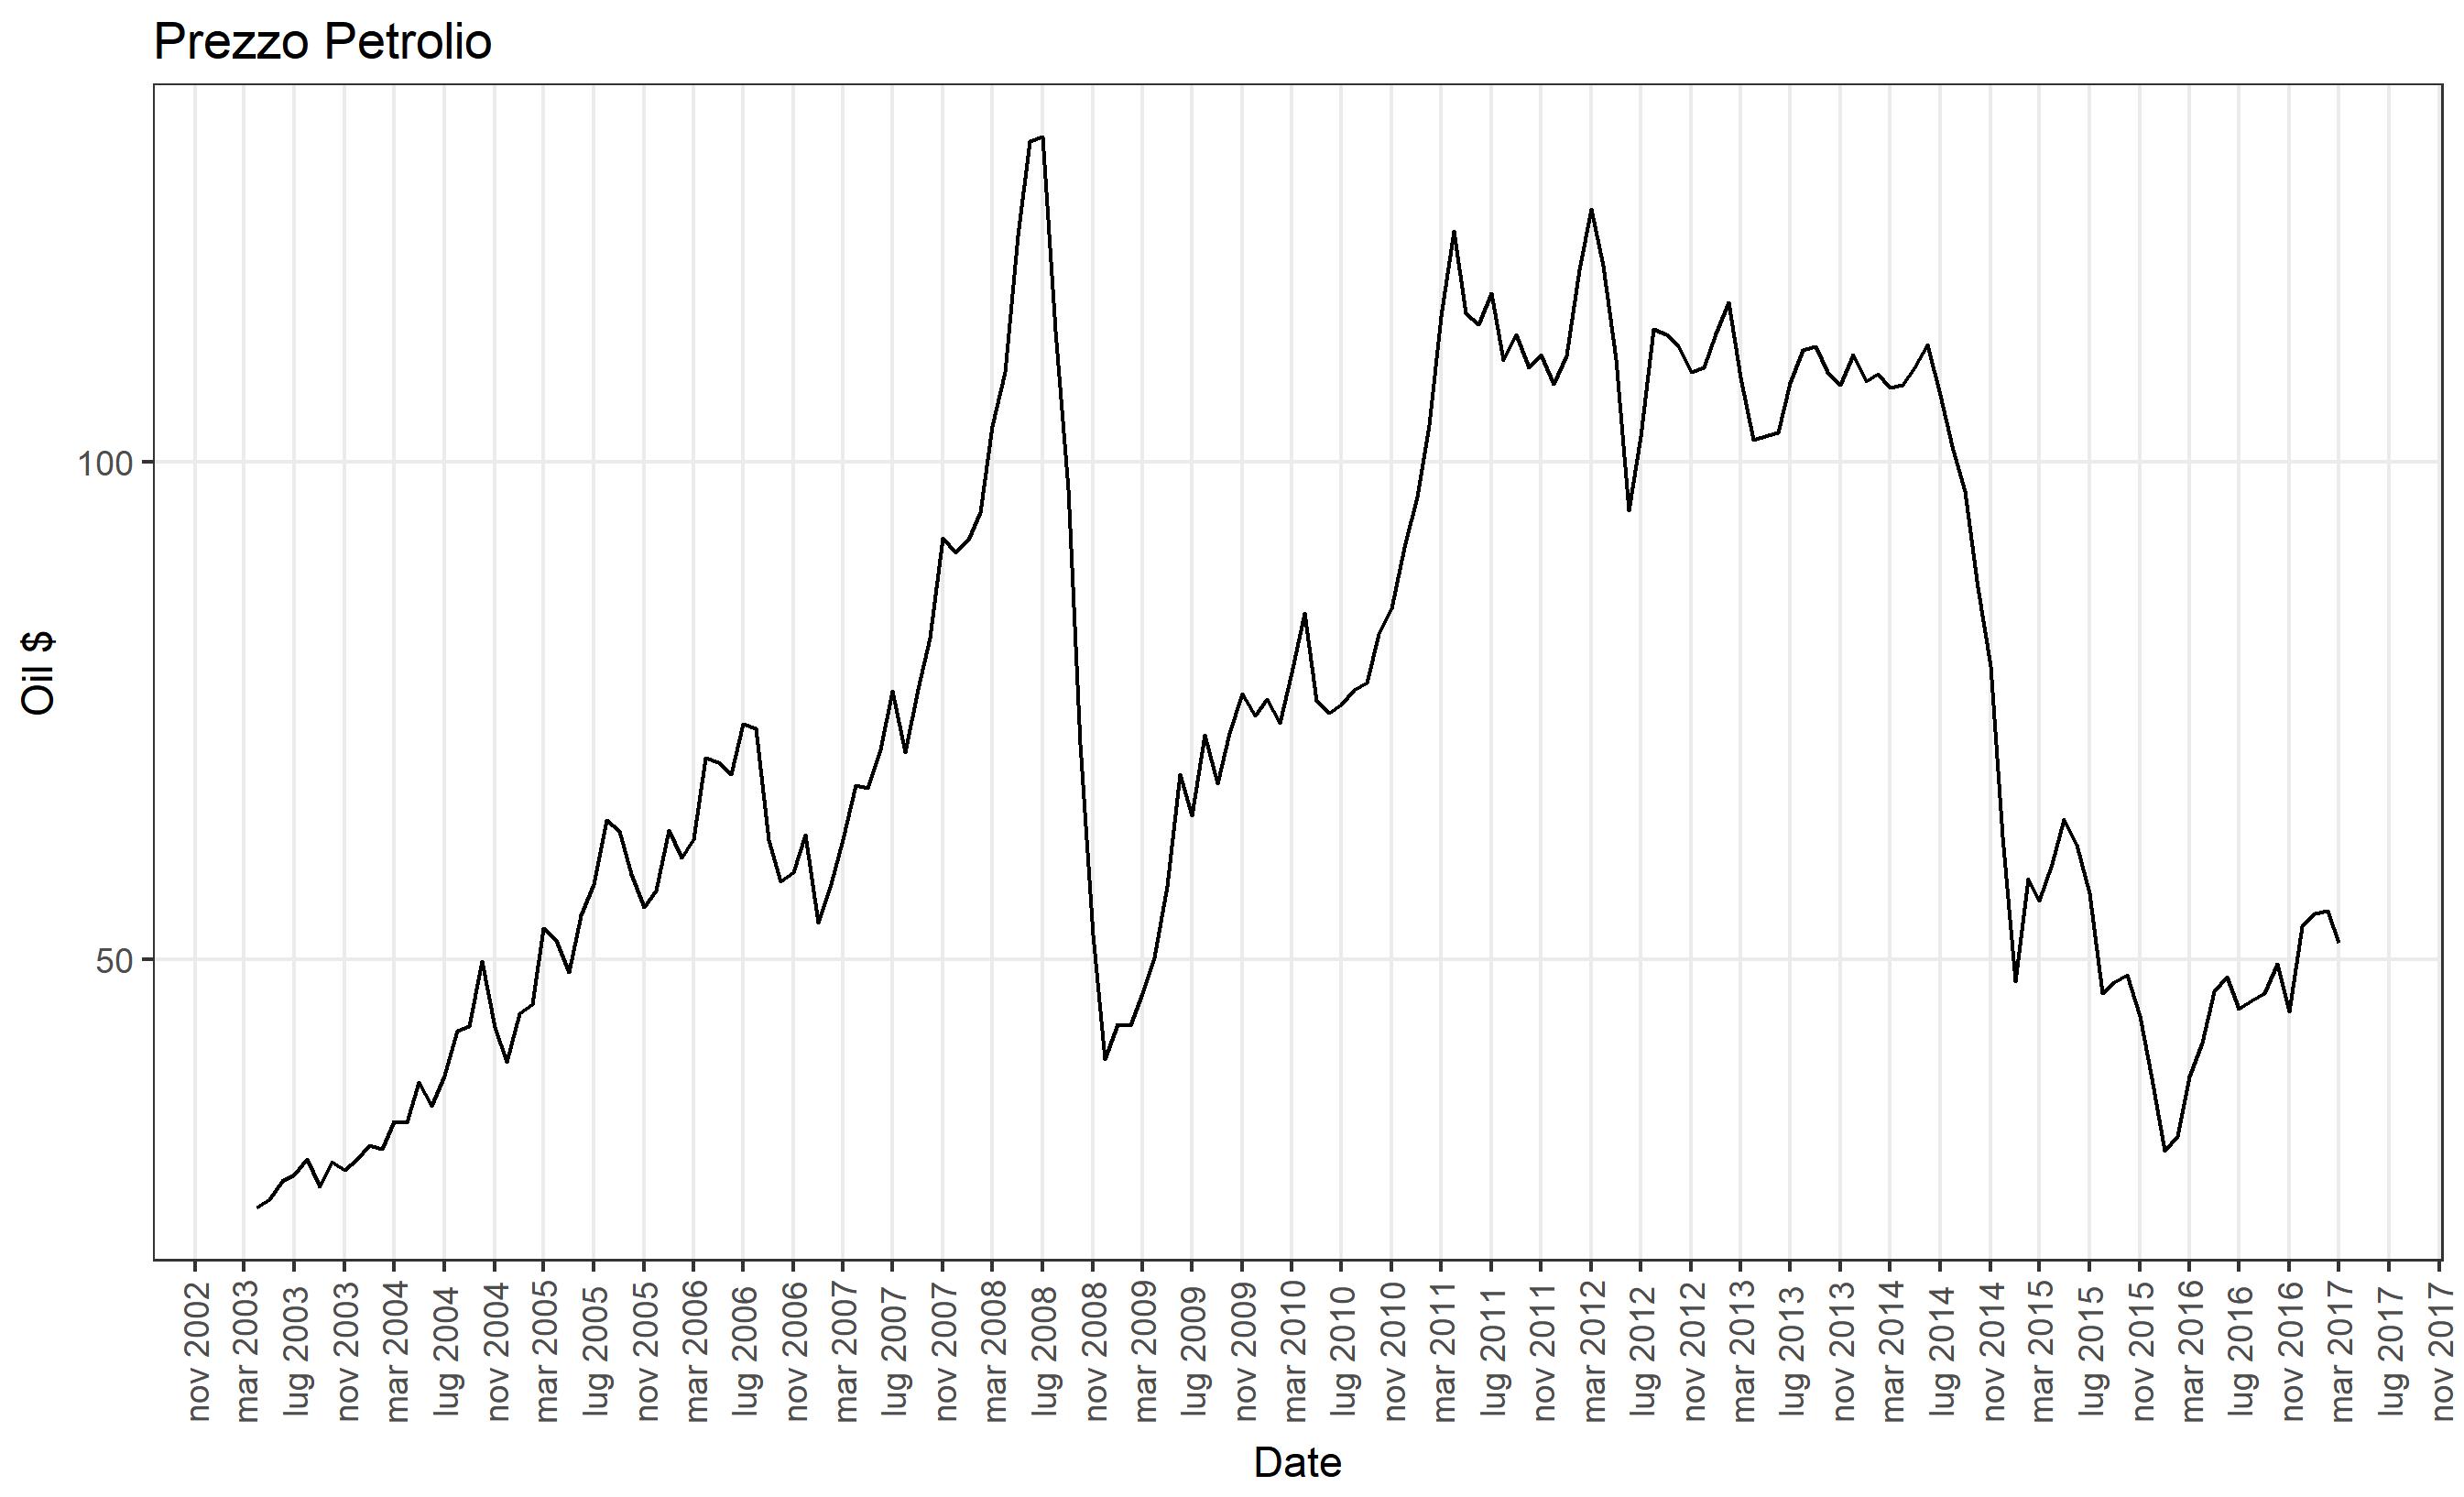 Prezzo Petrolio
Oil $
100
50
nov 2002
mar 2003
lug 2003
nov 2003
mar 2004
lug 2004
nov 2004
mar 2005
lug 2005
nov 2005
mar 2006
lug 2006
nov 2006
mar 2007
lug 2007
nov 2007
mar 2008
lug 2008
nov 2008
mar 2009
lug 2009
nov 2009
mar 2010
lug 2010
nov 2010
mar 2011
lug 2011
nov 2011
mar 2012
lug 2012
nov 2012
mar 2013
lug 2013
nov 2013
mar 2014
lug 2014
nov 2014
mar 2015
lug 2015
nov 2015
mar 2016
lug 2016
nov 2016
mar 2017
lug 2017
nov 2017
Date